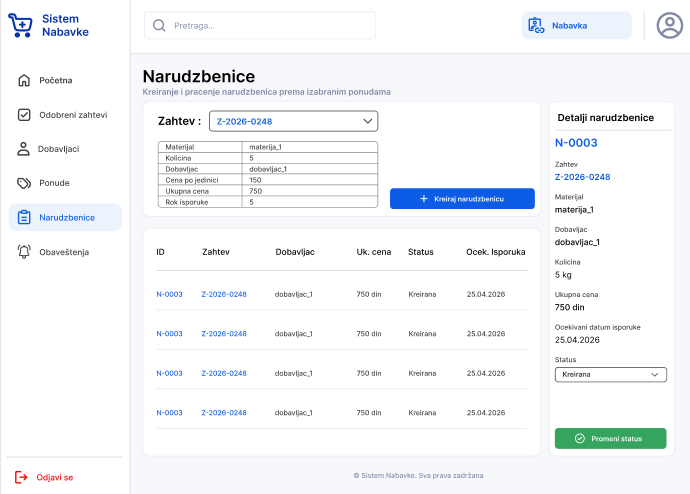 Sistem
Nabavke
Pretraga...
Nabavka
Početna
Odobreni zahtevi
Dobavljaci
Ponude
Narudzbenice
Obaveštenja
Odjavi se
Narudzbenice
Kreiranje i pracenje narudzbenica prema izabranim ponudama
Zahtev : Z-2026-0248
Materijal materija_1
Kolicina 5
Dobavljac dobavljac_1
Cena po jedinici 150
Ukupna cena 750
Rok isporuke 5
Kreiraj narudzbenicu
ID Zahtev Dobavljac Uk. cena Status Ocek. Isporuka
N-0003 Z-2026-0248 dobavljac_1 750 din Kreirana 25.04.2026
N-0003 Z-2026-0248 dobavljac_1 750 din Kreirana 25.04.2026
N-0003 Z-2026-0248 dobavljac_1 750 din Kreirana 25.04.2026
N-0003 Z-2026-0248 dobavljac_1 750 din Kreirana 25.04.2026
Detalji narudzbenice
N-0003
Zahtev
Z-2026-0248
Materijal
materija_1
Dobavljac
dobavljac_1
Kolicina
5 kg
Ukupna cena
750 din
Ocekivani datum isporuke
25.04.2026
Status
Kreirana
Promeni status
© Sistem Nabavke. Sva prava zadržana